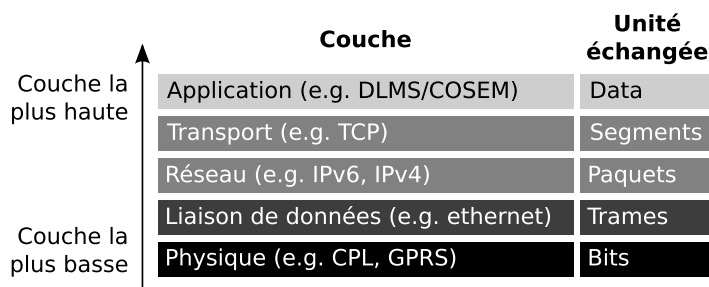 Couche
Unité
échangée
Couche la
plus haute
Application (e.g. DLMS/COSEM)
Data
Transport (e.g. TCP)
Segments
Réseau (e.g. IPv6, IPv4)
Paquets
Liaison de données (e.g. ethernet)
Trames
Couche la
plus basse
Physique (e.g. CPL, GPRS)
Bits